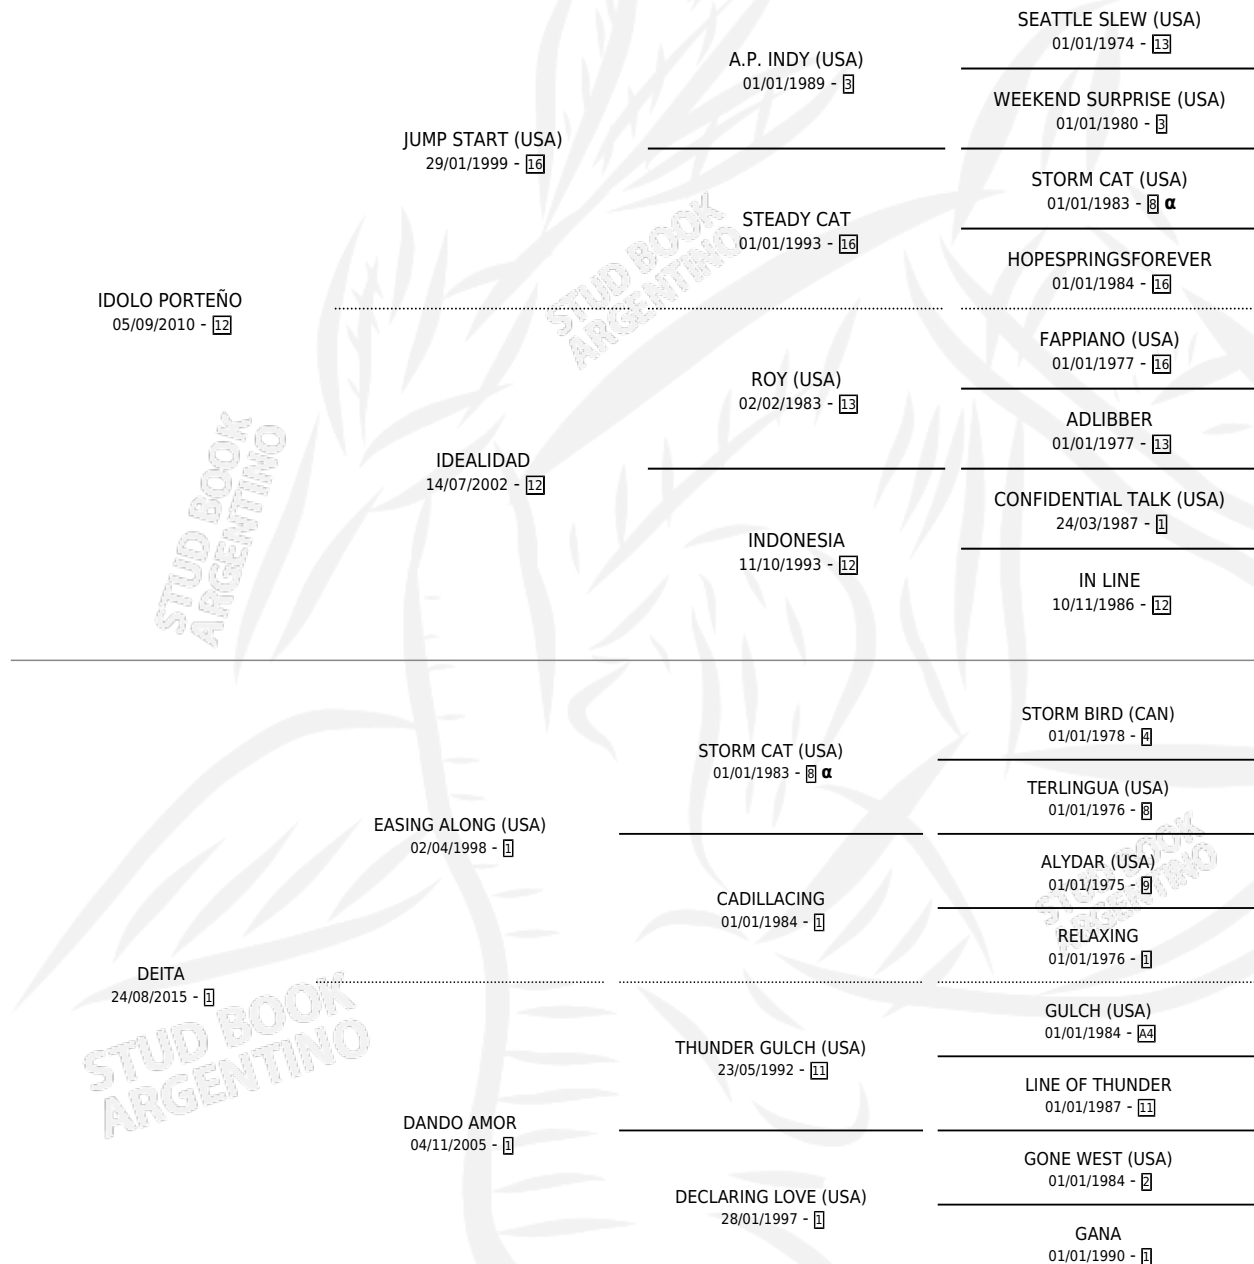 SEATTLE SLEW (USA)
01/01/1974 - 13
A.P. INDY (USA)
01/01/1989 - 3
WEEKEND SURPRISE (USA)
01/01/1980 - 3
JUMP START (USA)
29/01/1999 - 16
STORM CAT (USA)
01/01/1983 - 8 α
STEADY CAT
01/01/1993 - 16
HOPESPRINGSFOREVER
01/01/1984 - 16
IDOLO PORTEÑO
05/09/2010 - 12
FAPPIANO (USA)
01/01/1977 - 16
ROY (USA)
02/02/1983 - 13
ADLIBBER
01/01/1977 - 13
IDEALIDAD
14/07/2002 - 12
CONFIDENTIAL TALK (USA)
24/03/1987 - 1
INDONESIA
11/10/1993 - 12
IN LINE
10/11/1986 - 12
STORM BIRD (CAN)
01/01/1978 - 4
STORM CAT (USA)
01/01/1983 - 8 α
TERLINGUA (USA)
01/01/1976 - 8
EASING ALONG (USA)
02/04/1998 - 1
ALYDAR (USA)
01/01/1975 - 9
CADILLACING
01/01/1984 - 1
RELAXING
01/01/1976 - 1
DEITA
24/08/2015 - 1
GULCH (USA)
01/01/1984 - A4
THUNDER GULCH (USA)
23/05/1992 - 11
LINE OF THUNDER
01/01/1987 - 11
DANDO AMOR
04/11/2005 - 1
GONE WEST (USA)
01/01/1984 - 2
DECLARING LOVE (USA)
28/01/1997 - 1
GANA
01/01/1990 - 1
STUD BOOK
ARGENTINO
STUD BOOK
ARGENTINO
STUD BOOK
ARGENTINO
STUD BOOK
ARGENTINO